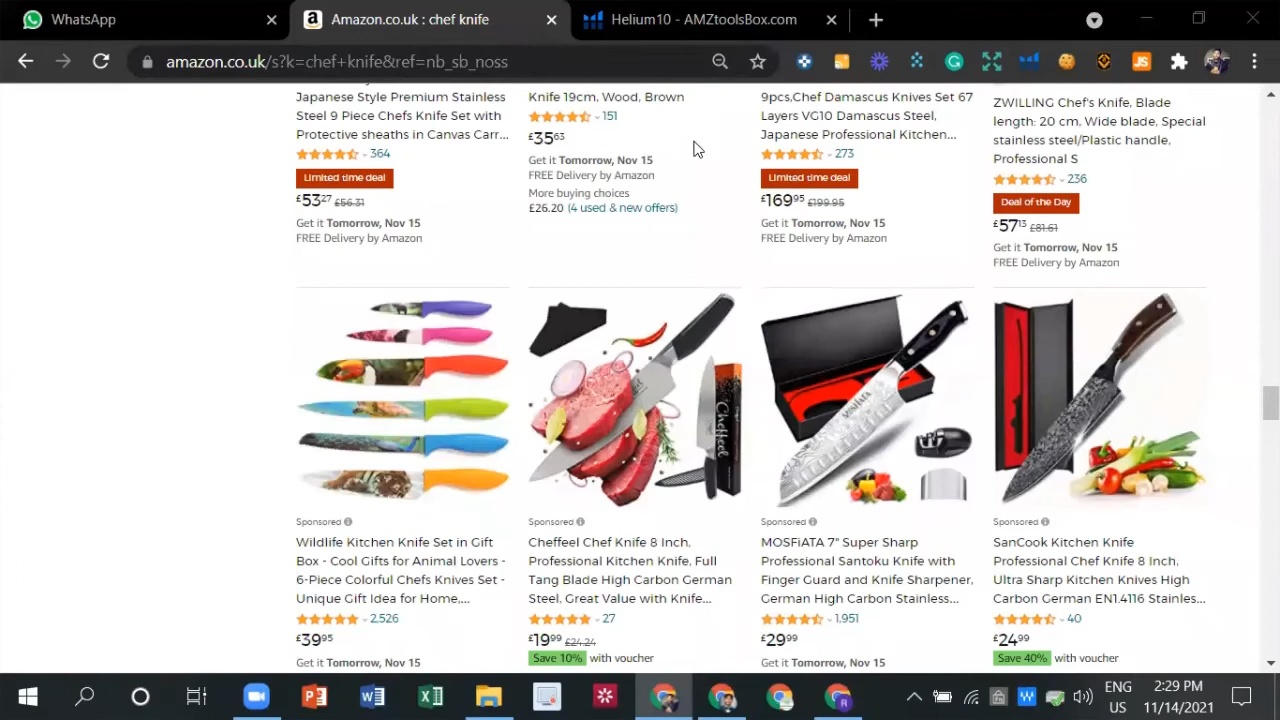 WhatsApp
Amazon.co.uk : chef knife
Helium10 - AMZtoolsBox.com
amazon.co.uk/s?k=chef+knife&ref=nb_sb_noss
Japanese Style Premium Stainless
Steel 9 Piece Chefs Knife Set with
Protective sheaths in Canvas Carr...
364
Limited time deal
£53.27 £56.31
Get it Tomorrow, Nov 15
FREE Delivery by Amazon
Knife 19cm, Wood, Brown
151
£35.63
Get it Tomorrow, Nov 15
FREE Delivery by Amazon
More buying choices
£26.20 (4 used & new offers)
9pcs,Chef Damascus Knives Set 67
Layers VG10 Damascus Steel,
Japanese Professional Kitchen...
273
Limited time deal
£169.95 £199.95
Get it Tomorrow, Nov 15
FREE Delivery by Amazon
ZWILLING Chef's Knife, Blade
length: 20 cm, Wide blade, Special
stainless steel/Plastic handle,
Professional S
236
Deal of the Day
£57.13 £81.61
Get it Tomorrow, Nov 15
FREE Delivery by Amazon
Sponsored
Wildlife Kitchen Knife Set in Gift
Box - Cool Gifts for Animal Lovers -
6-Piece Colorful Chefs Knives Set -
Unique Gift Idea for Home,...
2,526
£39.95
Get it Tomorrow, Nov 15
Cheffeel
Sponsored
Cheffeel Chef Knife 8 Inch,
Professional Kitchen Knife, Full
Tang Blade High Carbon German
Steel, Great Value with Knife...
27
£19.99 £24.24
Save 10% with voucher
MOSFiATA
Sponsored
MOSFiATA 7" Super Sharp
Professional Santoku Knife with
Finger Guard and Knife Sharpener,
German High Carbon Stainless...
1,951
£29.99
Get it Tomorrow, Nov 15
Sponsored
SanCook Kitchen Knife
Professional Chef Knife 8 Inch,
Ultra Sharp Kitchen Knives High
Carbon German EN1.4116 Stainles...
40
£24.99
Save 40% with voucher
ENG
US
2:29 PM
11/14/2021